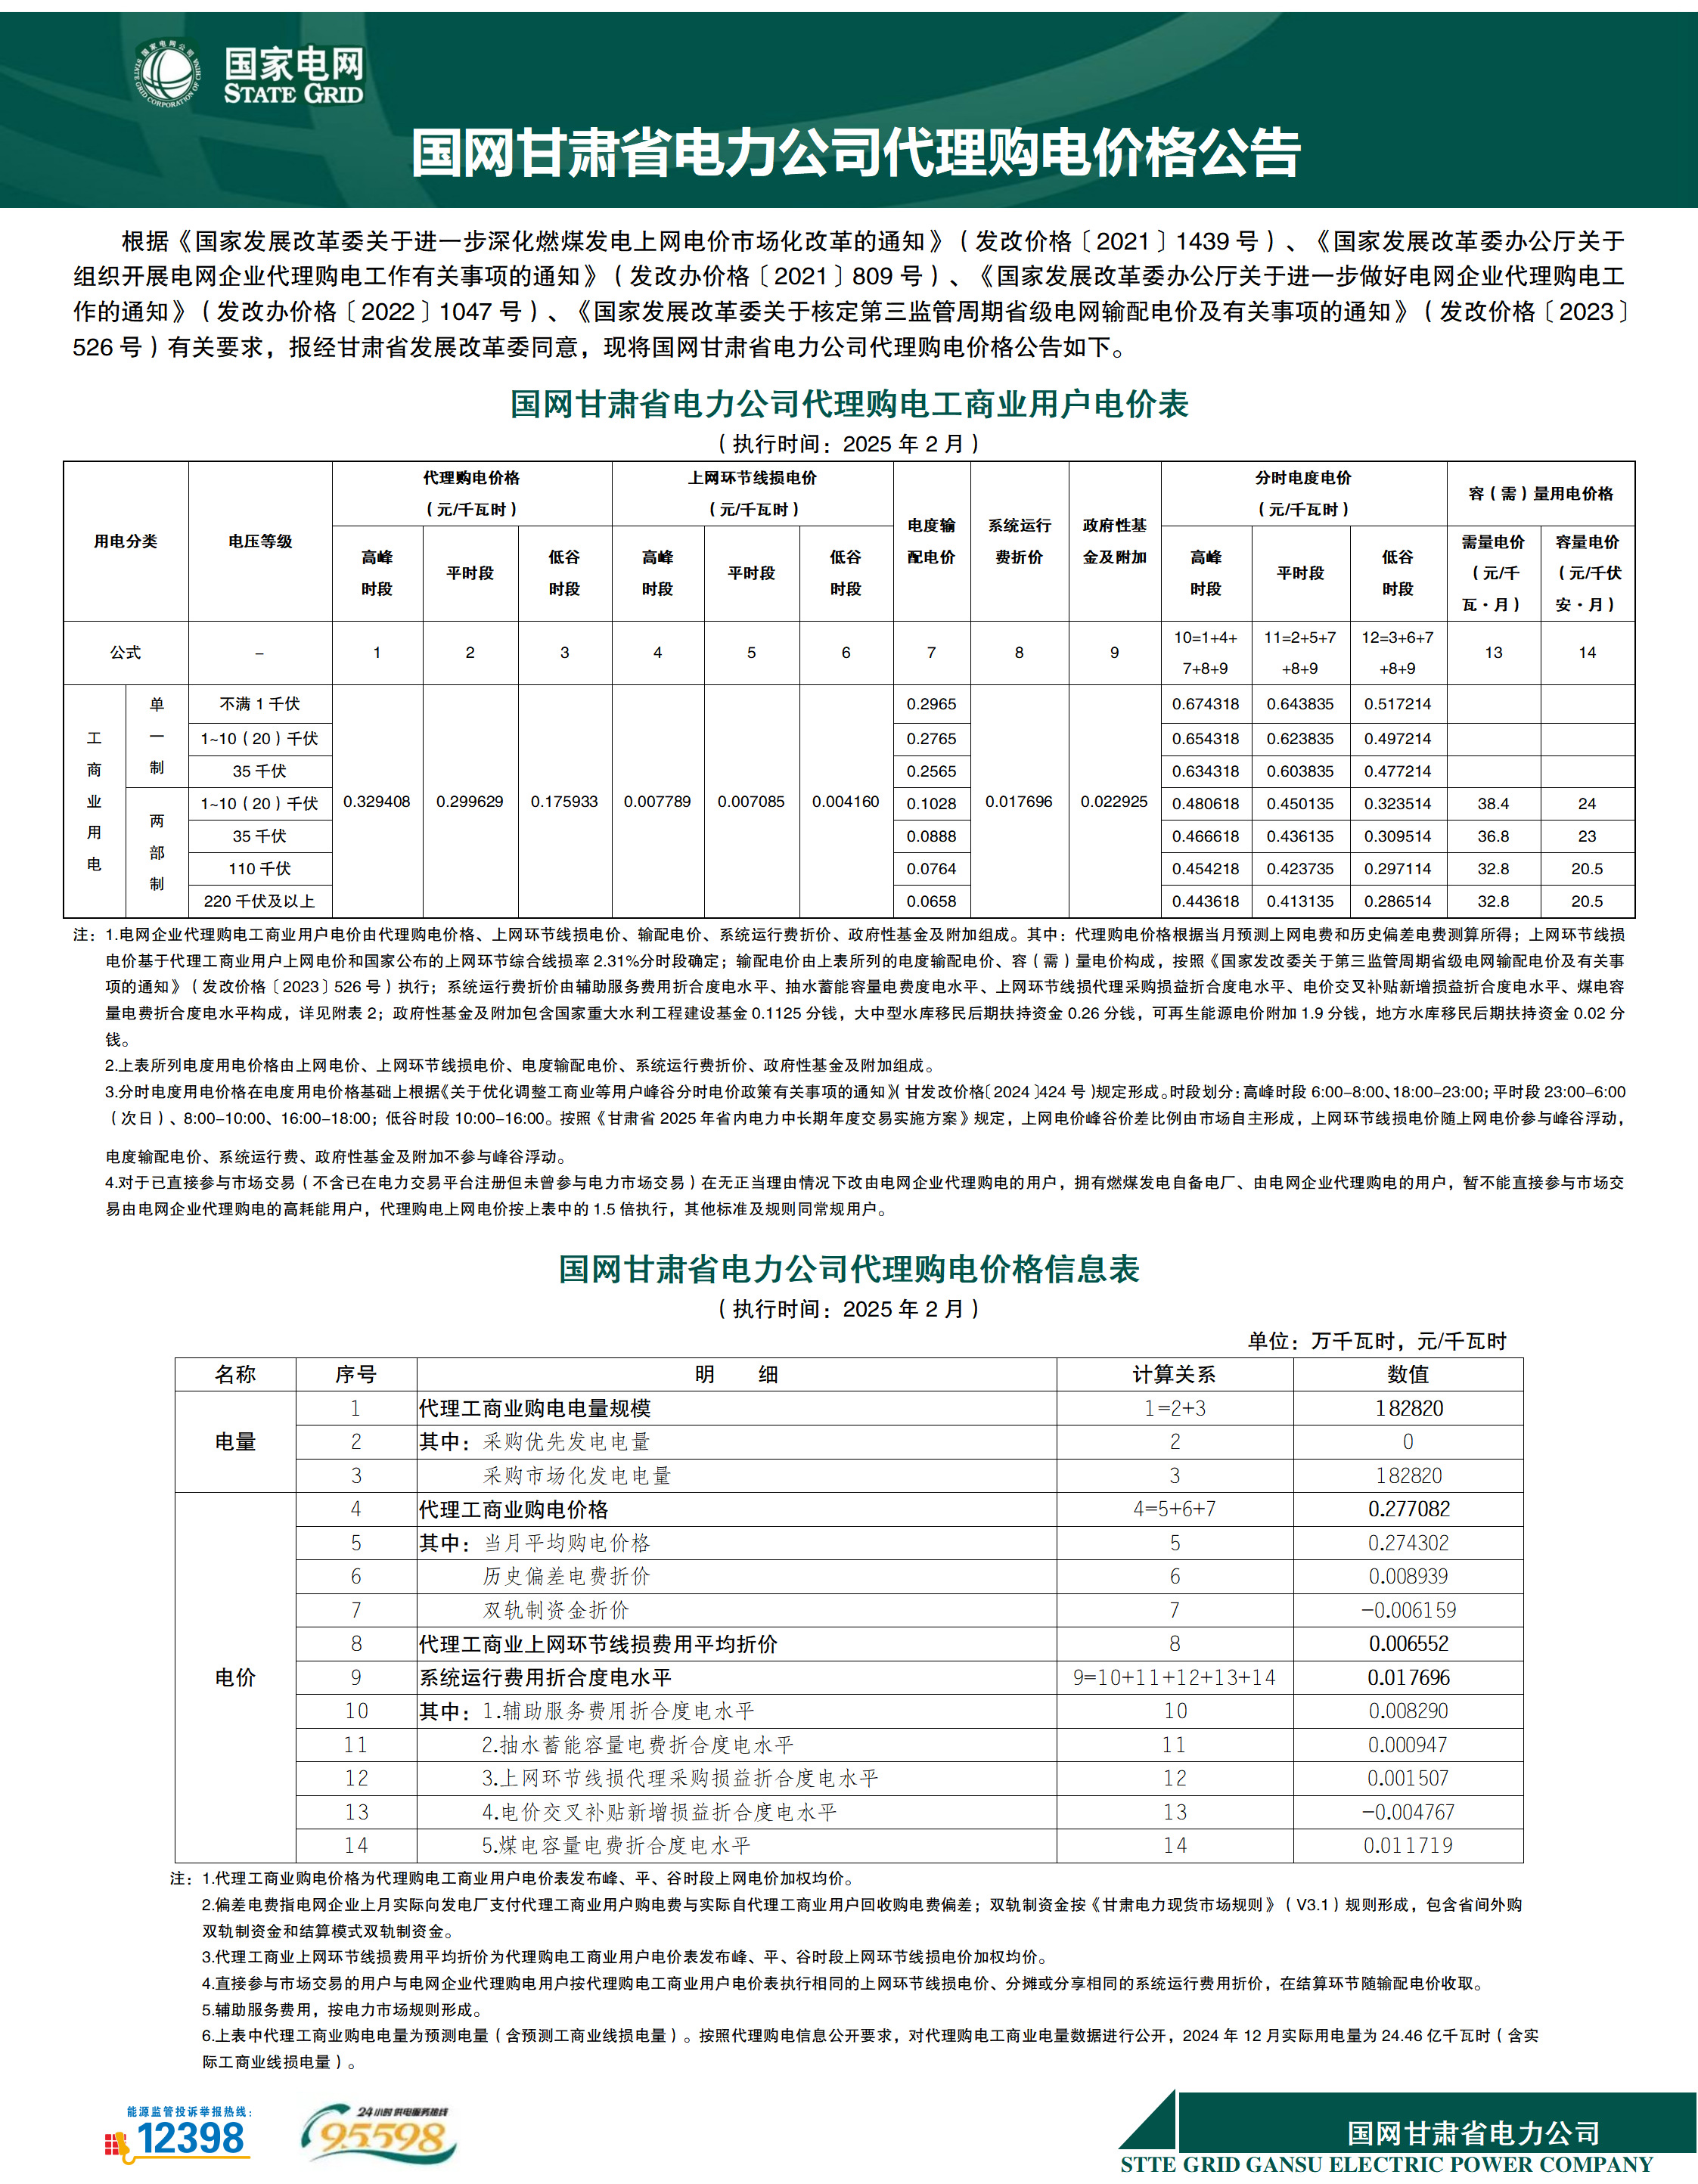 国家电网
STATE GRID
国家电网公司
STATE GRID CORPORATION OF CHINA
国网甘肃省电力公司代理购电价格公告
根据《国家发展改革委关于进一步深化燃煤发电上网电价市场化改革的通知》（发改价格〔2021〕1439 号）、《国家发展改革委办公厅关于
组织开展电网企业代理购电工作有关事项的通知》（发改办价格〔2021〕809 号）、《国家发展改革委办公厅关于进一步做好电网企业代理购电工
作的通知》（发改办价格〔2022〕1047 号）、《国家发展改革委关于核定第三监管周期省级电网输配电价及有关事项的通知》（发改价格〔2023〕
526 号）有关要求，报经甘肃省发展改革委同意，现将国网甘肃省电力公司代理购电价格公告如下。
国网甘肃省电力公司代理购电工商业用户电价表
（执行时间：2025 年 2 月）
用电分类 电压等级 代理购电价格（元/千瓦时） 上网环节线损电价（元/千瓦时） 电度输配电价 系统运行费折价 政府性基金及附加 分时电度电价（元/千瓦时） 容（需）量用电价格
高峰时段 平时段 低谷时段 高峰时段 平时段 低谷时段 高峰时段 平时段 低谷时段 需量电价（元/千瓦·月） 容量电价（元/千伏安·月）
公式 – 1 2 3 4 5 6 7 8 9 10=1+4+7+8+9 11=2+5+7+8+9 12=3+6+7+8+9 13 14
工商业用电 单一制 不满 1 千伏 0.2965 0.674318 0.643835 0.517214
1~10（20）千伏 0.2765 0.654318 0.623835 0.497214
35 千伏 0.2565 0.634318 0.603835 0.477214
0.329408 0.299629 0.175933 0.007789 0.007085 0.004160 0.017696 0.022925
两部制 1~10（20）千伏 0.1028 0.480618 0.450135 0.323514 38.4 24
35 千伏 0.0888 0.466618 0.436135 0.309514 36.8 23
110 千伏 0.0764 0.454218 0.423735 0.297114 32.8 20.5
220 千伏及以上 0.0658 0.443618 0.413135 0.286514 32.8 20.5
注：1.电网企业代理购电工商业用户电价由代理购电价格、上网环节线损电价、输配电价、系统运行费折价、政府性基金及附加组成。其中：代理购电价格根据当月预测上网电费和历史偏差电费测算所得；上网环节线损
电价基于代理工商业用户上网电价和国家公布的上网环节综合线损率 2.31%分时段确定；输配电价由上表所列的电度输配电价、容（需）量电价构成，按照《国家发改委关于第三监管周期省级电网输配电价及有关事
项的通知》（发改价格〔2023〕526 号）执行；系统运行费折价由辅助服务费用折合度电水平、抽水蓄能容量电费度电水平、上网环节线损代理采购损益折合度电水平、电价交叉补贴新增损益折合度电水平、煤电容
量电费折合度电水平构成，详见附表 2；政府性基金及附加包含国家重大水利工程建设基金 0.1125 分钱，大中型水库移民后期扶持资金 0.26 分钱，可再生能源电价附加 1.9 分钱，地方水库移民后期扶持资金 0.02 分
钱。
2.上表所列电度用电价格由上网电价、上网环节线损电价、电度输配电价、系统运行费折价、政府性基金及附加组成。
3.分时电度用电价格在电度用电价格基础上根据《关于优化调整工商业等用户峰谷分时电价政策有关事项的通知》（甘发改价格〔2024〕424 号）规定形成。时段划分：高峰时段 6:00–8:00、18:00–23:00；平时段 23:00–6:00
（次日）、8:00–10:00、16:00–18:00；低谷时段 10:00–16:00。按照《甘肃省 2025 年省内电力中长期年度交易实施方案》规定，上网电价峰谷价差比例由市场自主形成，上网环节线损电价随上网电价参与峰谷浮动，
电度输配电价、系统运行费、政府性基金及附加不参与峰谷浮动。
4.对于已直接参与市场交易（不含已在电力交易平台注册但未曾参与电力市场交易）在无正当理由情况下改由电网企业代理购电的用户，拥有燃煤发电自备电厂、由电网企业代理购电的用户，暂不能直接参与市场交
易由电网企业代理购电的高耗能用户，代理购电上网电价按上表中的 1.5 倍执行，其他标准及规则同常规用户。
国网甘肃省电力公司代理购电价格信息表
（执行时间：2025 年 2 月）
单位：万千瓦时，元/千瓦时
名称 序号 明 细 计算关系 数值
电量 1 代理工商业购电电量规模 1=2+3 182820
2 其中：采购优先发电电量 2 0
3 采购市场化发电电量 3 182820
电价 4 代理工商业购电价格 4=5+6+7 0.277082
5 其中：当月平均购电价格 5 0.274302
6 历史偏差电费折价 6 0.008939
7 双轨制资金折价 7 –0.006159
8 代理工商业上网环节线损费用平均折价 8 0.006552
9 系统运行费用折合度电水平 9=10+11+12+13+14 0.017696
10 其中：1.辅助服务费用折合度电水平 10 0.008290
11 2.抽水蓄能容量电费折合度电水平 11 0.000947
12 3.上网环节线损代理采购损益折合度电水平 12 0.001507
13 4.电价交叉补贴新增损益折合度电水平 13 –0.004767
14 5.煤电容量电费折合度电水平 14 0.011719
注：1.代理工商业购电价格为代理购电工商业用户电价表发布峰、平、谷时段上网电价加权均价。
2.偏差电费指电网企业上月实际向发电厂支付代理工商业用户购电费与实际自代理工商业用户回收购电费偏差；双轨制资金按《甘肃电力现货市场规则》（V3.1）规则形成，包含省间外购
双轨制资金和结算模式双轨制资金。
3.代理工商业上网环节线损费用平均折价为代理购电工商业用户电价表发布峰、平、谷时段上网环节线损电价加权均价。
4.直接参与市场交易的用户与电网企业代理购电用户按代理购电工商业用户电价表执行相同的上网环节线损电价、分摊或分享相同的系统运行费用折价，在结算环节随输配电价收取。
5.辅助服务费用，按电力市场规则形成。
6.上表中代理工商业购电电量为预测电量（含预测工商业线损电量）。按照代理购电信息公开要求，对代理购电工商业电量数据进行公开，2024 年 12 月实际用电量为 24.46 亿千瓦时（含实
际工商业线损电量）。
能源监管投诉举报热线：
12398
24小时供电服务热线
95598
国网甘肃省电力公司
STTE GRID GANSU ELECTRIC POWER COMPANY